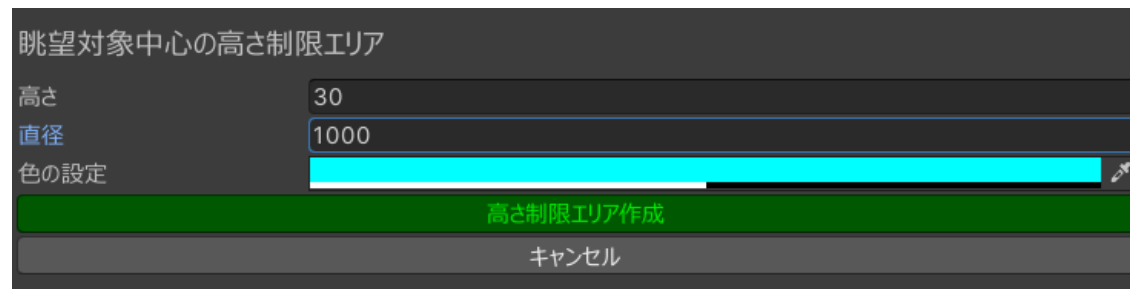 眺望対象中心の高さ制限エリア
高さ 30
直径 1000
色の設定
高さ制限エリア作成
キャンセル